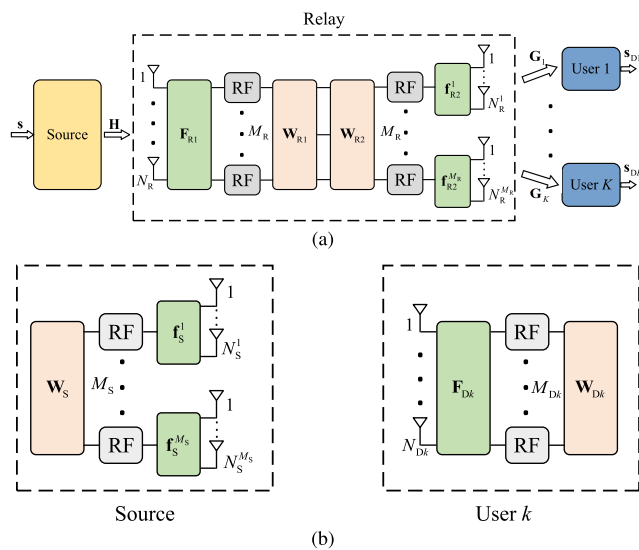 Relay
s
Source
H
1
N_R
F_R1
RF
M_R
RF
W_R1
W_R2
RF
M_R
RF
f_R2^1
1
N_R^1
f_R2^{M_R}
1
N_R^{M_R}
G_1
G_K
User 1
s_D1
User K
s_DK
(a)
W_S
RF
M_S
RF
f_S^1
1
N_S^1
f_S^{M_S}
1
N_S^{M_S}
Source
1
N_Dk
F_Dk
RF
M_Dk
RF
W_Dk
User k
(b)